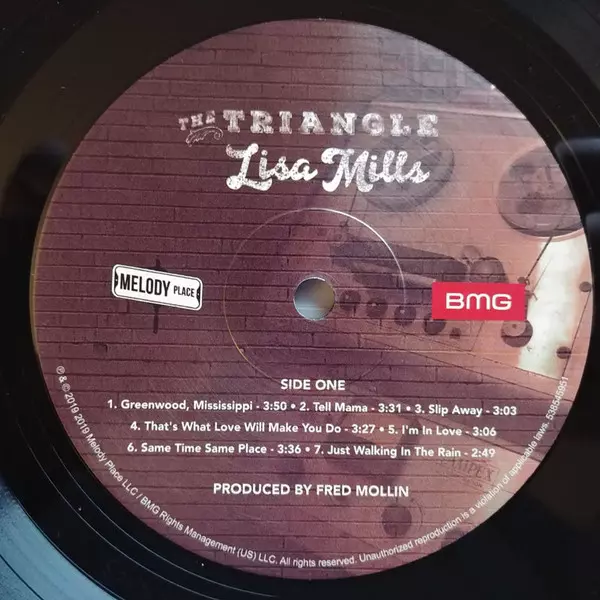 THE TRIANGLE
Lisa Mills
MELODY PLACE
BMG
SIDE ONE
1. Greenwood, Mississippi - 3:50 • 2. Tell Mama - 3:31 • 3. Slip Away - 3:03
4. That's What Love Will Make You Do - 3:27 • 5. I'm In Love - 3:06
6. Same Time Same Place - 3:36 • 7. Just Walking In The Rain - 2:49
AMPEX
PRODUCED BY FRED MOLLIN
℗ & © 2019 2019 Melody Place LLC / BMG Rights Management (US) LLC. All rights reserved. Unauthorized reproduction is a violation of applicable laws. 538545951